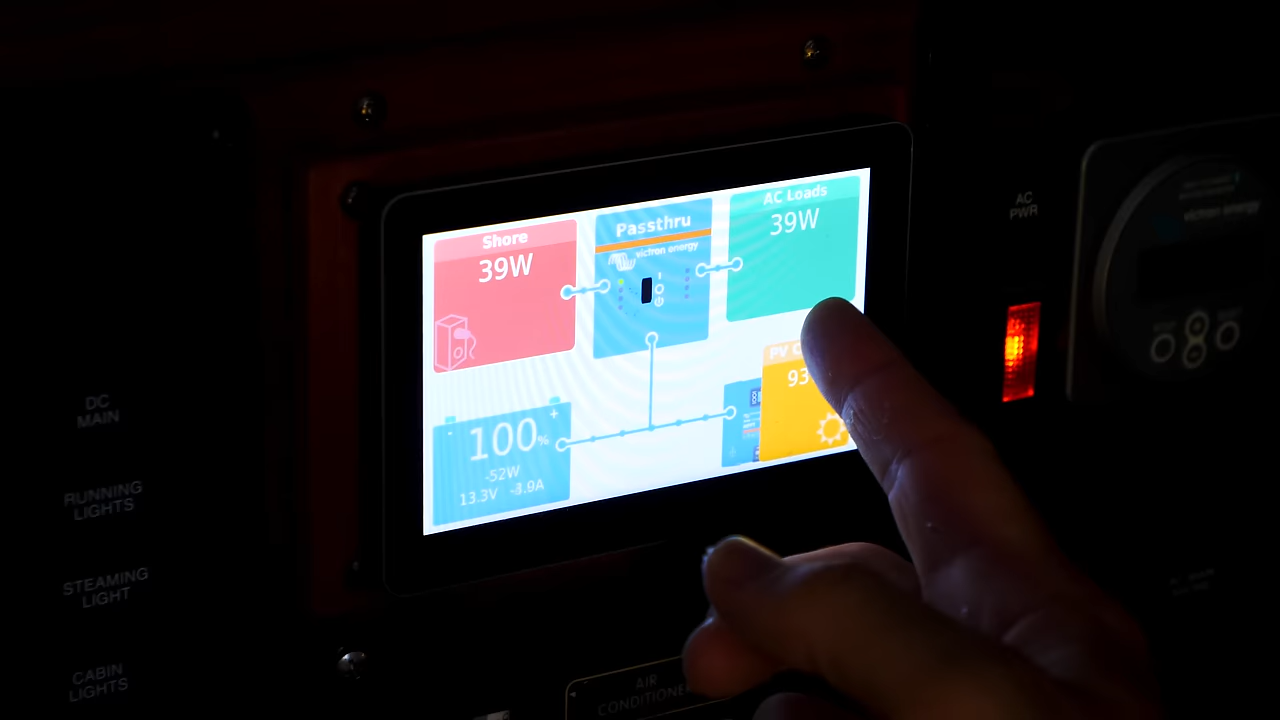 Shore
39W
Passthru
victron energy
AC Loads
39W
PV C
93
100%
-52W
13.3V -3.9A
AC
PWR
victron energy
DC
MAIN
RUNNING
LIGHTS
STEAMING
LIGHT
CABIN
LIGHTS
AIR
CONDITIONE